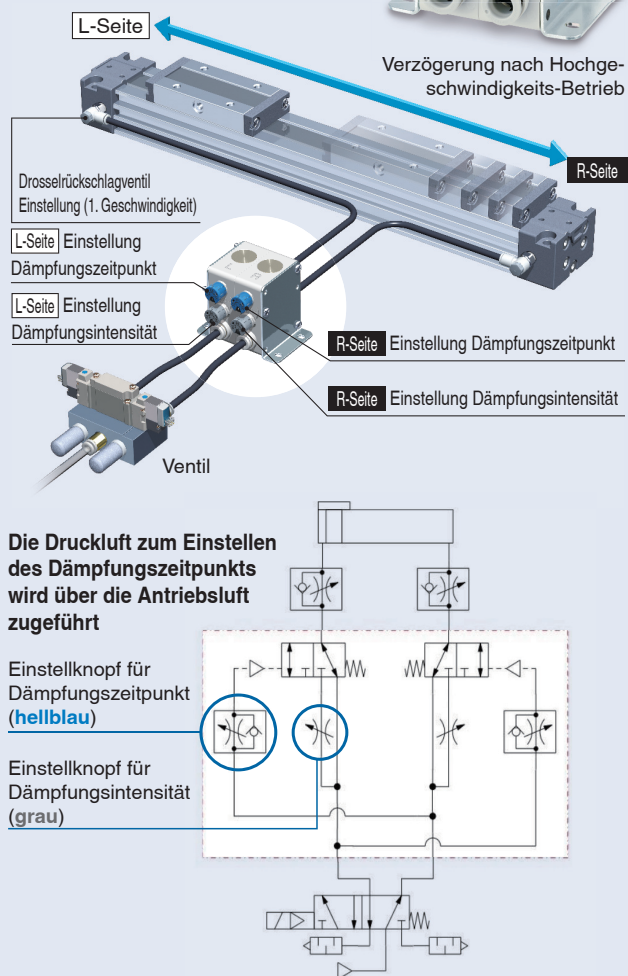 L-Seite
Verzögerung nach Hochge-
schwindigkeits-Betrieb
R-Seite
Drosselrückschlagventil
Einstellung (1. Geschwindigkeit)
L-Seite Einstellung
Dämpfungszeitpunkt
L-Seite Einstellung
Dämpfungsintensität
L R
R-Seite Einstellung Dämpfungszeitpunkt
R-Seite Einstellung Dämpfungsintensität
Ventil
Die Druckluft zum Einstellen
des Dämpfungszeitpunkts
wird über die Antriebsluft
zugeführt
Einstellknopf für
Dämpfungszeitpunkt
(hellblau)
Einstellknopf für
Dämpfungsintensität
(grau)